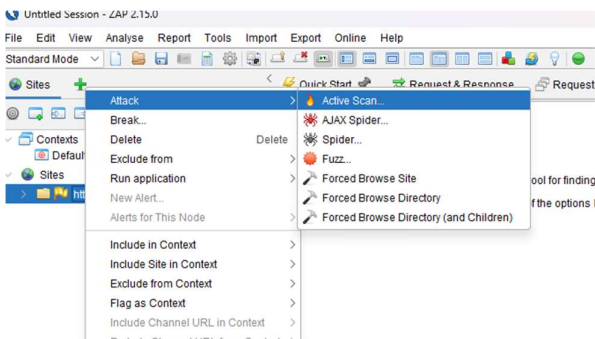 Untitled Session - ZAP 2.15.0
File Edit View Analyse Report Tools Import Export Online Help
Standard Mode
Sites Quick Start Request & Response Request
Attack Active Scan...
Break... AJAX Spider...
Contexts Delete Delete Spider...
Default Exclude from Fuzz...
Sites Run application Forced Browse Site ool for finding
htt New Alert... Forced Browse Directory f the options
Alerts for This Node Forced Browse Directory (and Children)
Include in Context
Include Site in Context
Exclude from Context
Flag as Context
Include Channel URL in Context